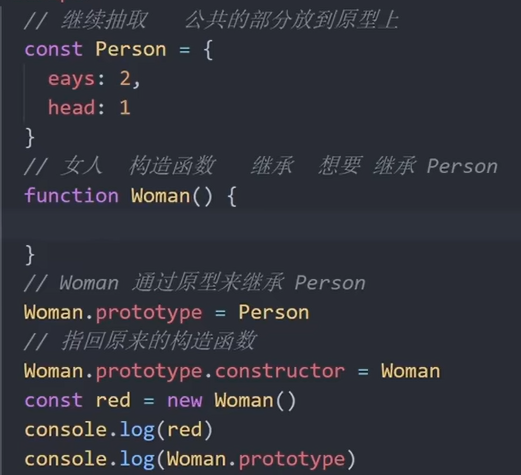 // 继续抽取   公共的部分放到原型上
const Person = {
  eays: 2,
  head: 1
}
// 女人  构造函数   继承  想要 继承 Person
function Woman() {
}
// Woman 通过原型来继承 Person
Woman.prototype = Person
// 指回原来的构造函数
Woman.prototype.constructor = Woman
const red = new Woman()
console.log(red)
console.log(Woman.prototype)